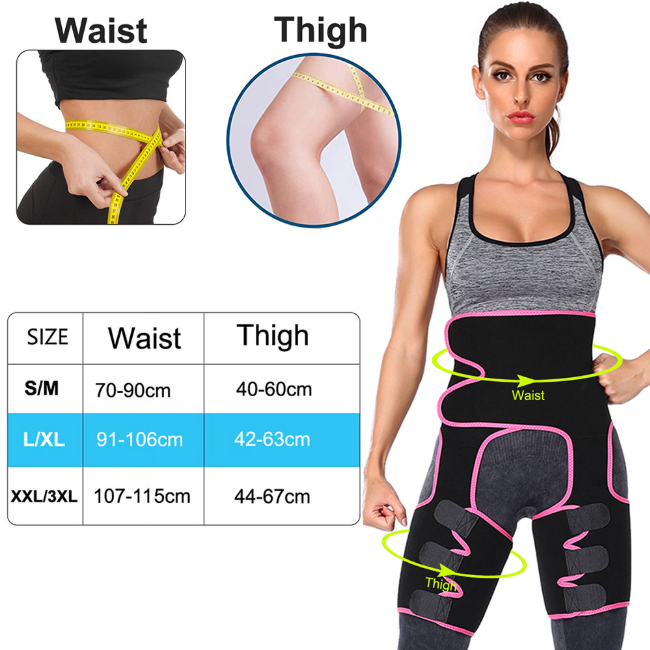 Waist
Thigh
SIZE Waist Thigh
S/M 70-90cm 40-60cm
L/XL 91-106cm 42-63cm
XXL/3XL 107-115cm 44-67cm
Waist
Thigh